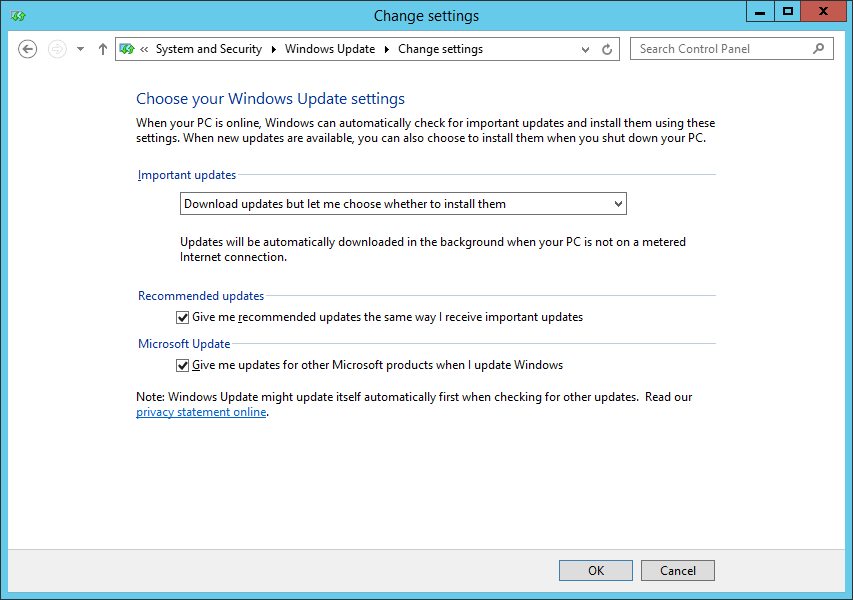 Change settings
« System and Security Windows Update Change settings Search Control Panel
Choose your Windows Update settings
When your PC is online, Windows can automatically check for important updates and install them using these
settings. When new updates are available, you can also choose to install them when you shut down your PC.
Important updates
Download updates but let me choose whether to install them
Updates will be automatically downloaded in the background when your PC is not on a metered
Internet connection.
Recommended updates
Give me recommended updates the same way I receive important updates
Microsoft Update
Give me updates for other Microsoft products when I update Windows
Note: Windows Update might update itself automatically first when checking for other updates.  Read our
privacy statement online.
OK Cancel